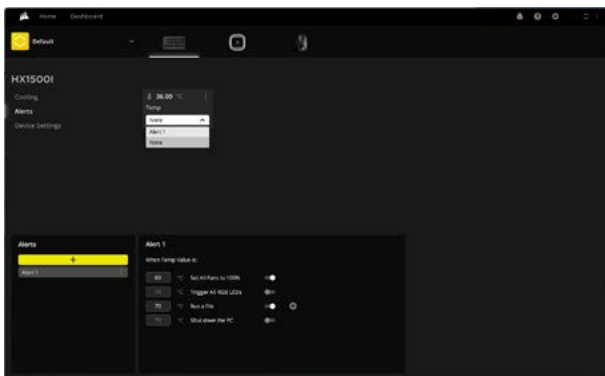 Home Dashboard
Default
HX1500I
Cooling
Alerts
Device Settings
36.00 °C
Temp
None
Alert 1
None
Alerts
+
Alert 1
Alert 1
When Temp Value is:
60 °C Set All Fans to 100%
°C Trigger All RGB LEDs
70 °C Run a File
°C Shut down the PC